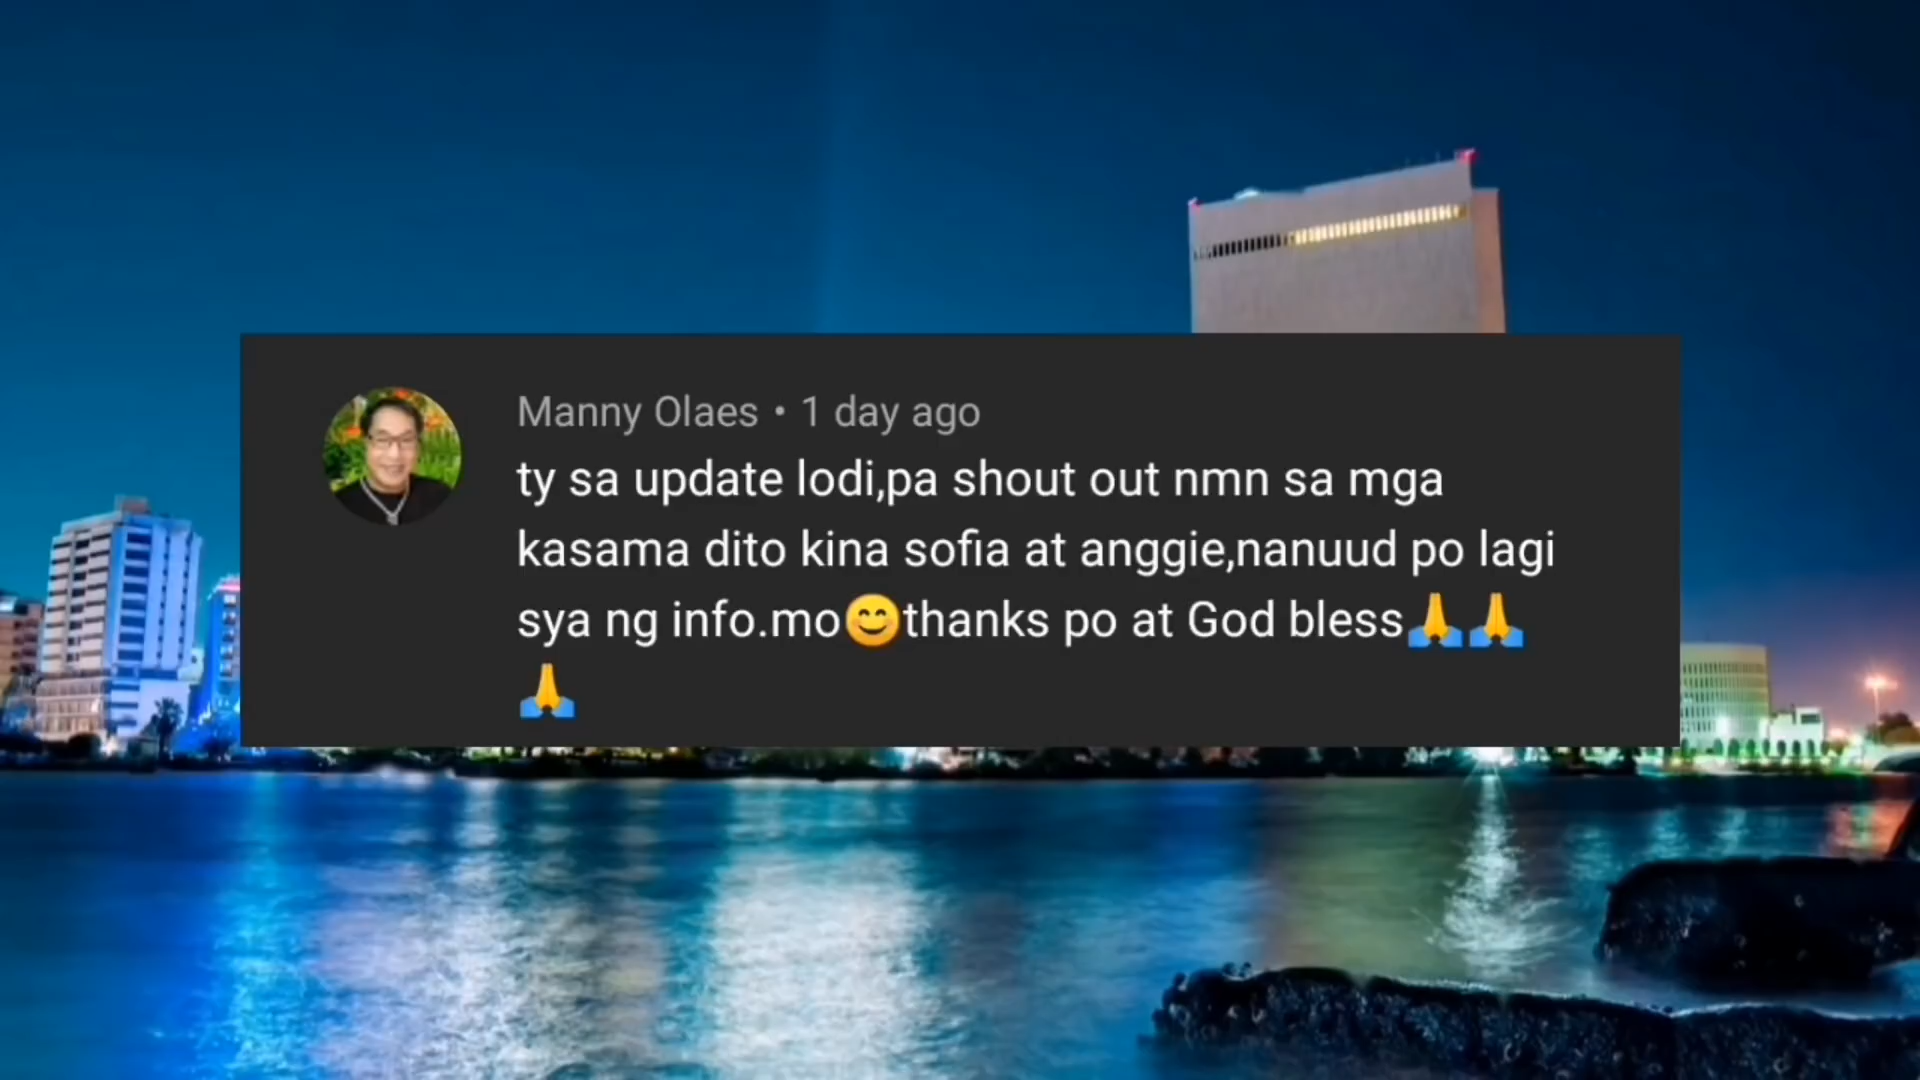 Manny Olaes • 1 day ago
ty sa update lodi,pa shout out nmn sa mga
kasama dito kina sofia at anggie,nanuud po lagi
sya ng info.mo😊thanks po at God bless🙏🙏
🙏